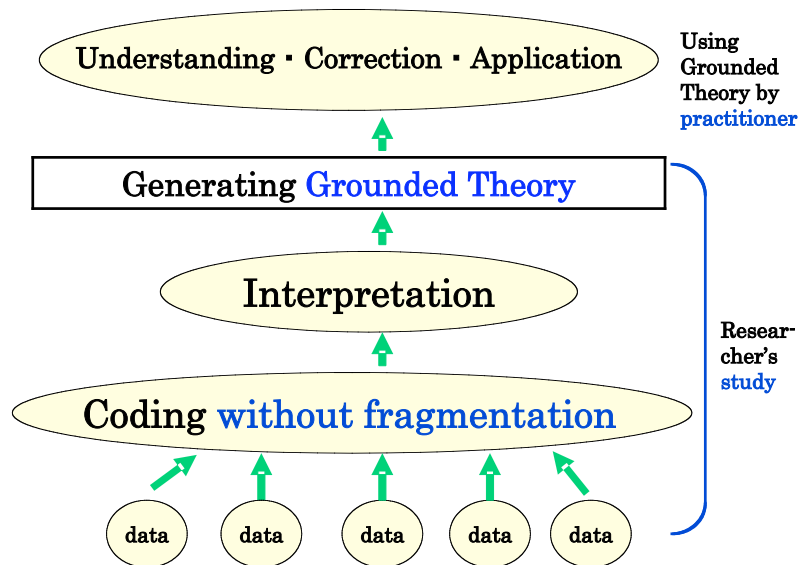 Understanding・Correction・Application
Using
Grounded
Theory by
practitioner
Generating Grounded Theory
Interpretation
Resear-
cher's
study
Coding without fragmentation
data data data data data